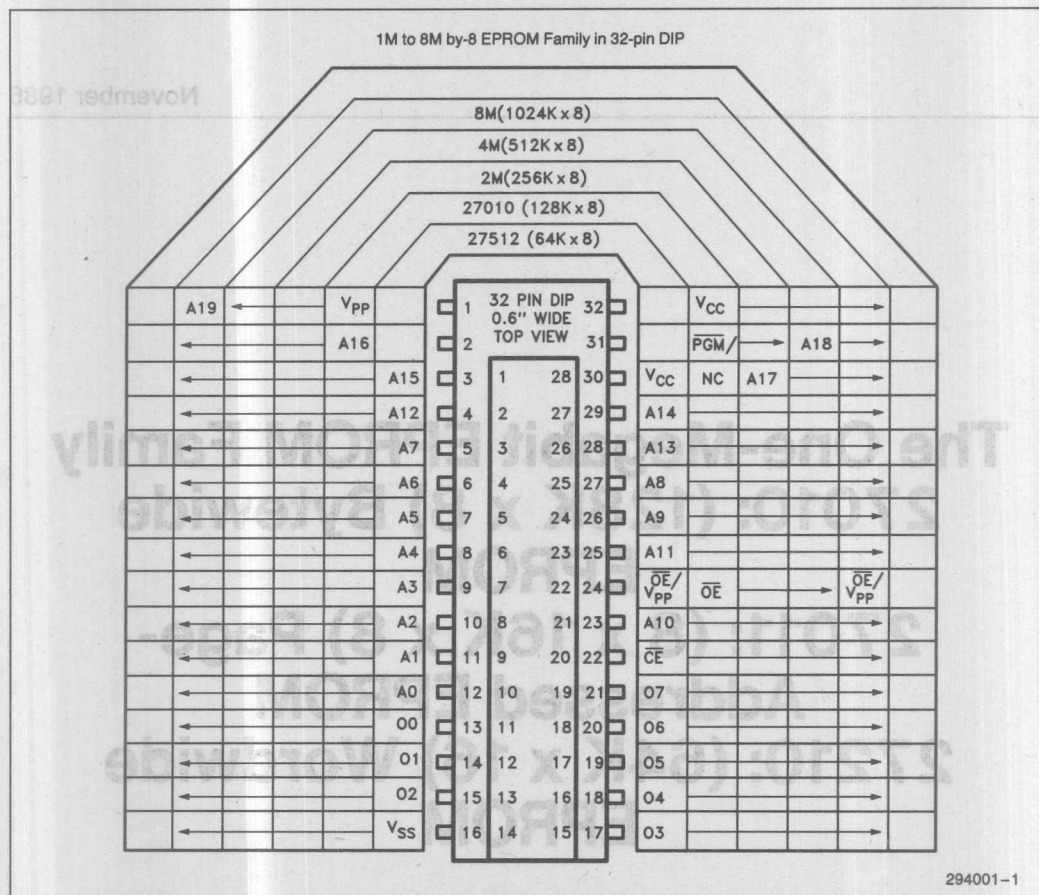 1M to 8M by-8 EPROM Family in 32-pin DIP
November 1986
8M(1024K x 8)
4M(512K x 8)
2M(256K x 8)
27010 (128K x 8)
27512 (64K x 8)
32 PIN DIP
0.6" WIDE
TOP VIEW
A19 VPP 1 32 VCC
A16 2 31 PGM/ A18
A15 3 1 28 30 VCC NC A17
A12 4 2 27 29 A14
A7 5 3 26 28 A13
A6 6 4 25 27 A8
A5 7 5 24 26 A9
A4 8 6 23 25 A11
A3 9 7 22 24 OE/VPP OE OE/VPP
A2 10 8 21 23 A10
A1 11 9 20 22 CE
A0 12 10 19 21 O7
O0 13 11 18 20 O6
O1 14 12 17 19 O5
O2 15 13 16 18 O4
VSS 16 14 15 17 O3
The One-Megabit EPROM Family
27010: (128K x 8) Bytewide
EPROM
27011: (8 x 16K x 8) Page-
Addressed EPROM
27210: (64K x 16) Wordwide
EPROM
294001-1